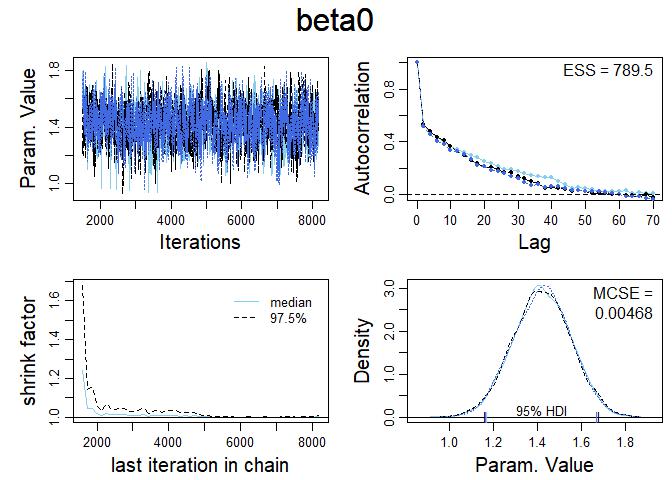 beta0
Param. Value
1.0 1.4 1.8
2000 4000 6000 8000
Iterations
Autocorrelation
0.0 0.4 0.8
ESS = 789.5
0 10 20 30 40 50 60 70
Lag
shrink factor
1.0 1.2 1.4 1.6
median
97.5%
2000 4000 6000 8000
last iteration in chain
Density
0.0 1.0 2.0 3.0
MCSE =
0.00468
95% HDI
1.0 1.2 1.4 1.6 1.8
Param. Value